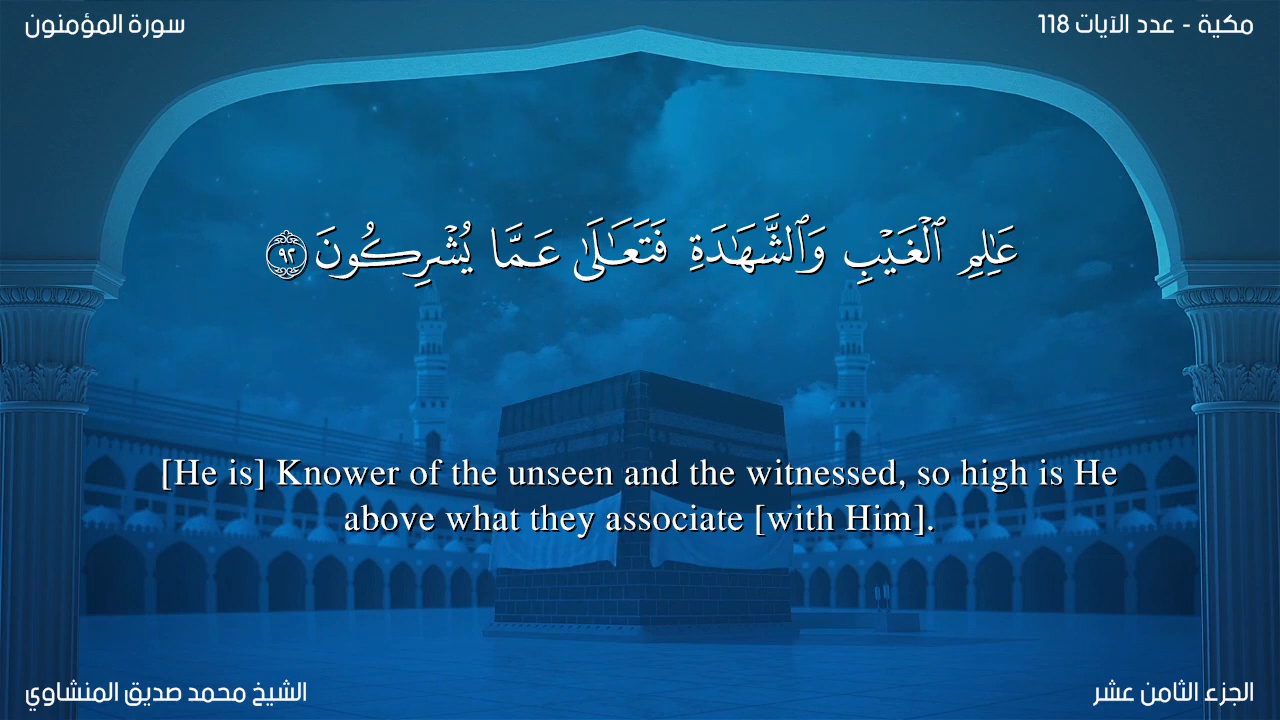 سورة المؤمنون
مكية - عدد الآيات 118
عَٰلِمِ ٱلۡغَيۡبِ وَٱلشَّهَٰدَةِ فَتَعَٰلَىٰ عَمَّا يُشۡرِكُونَ ٩٢
[He is] Knower of the unseen and the witnessed, so high is He
above what they associate [with Him].
الشيخ محمد صديق المنشاوي
الجزء الثامن عشر